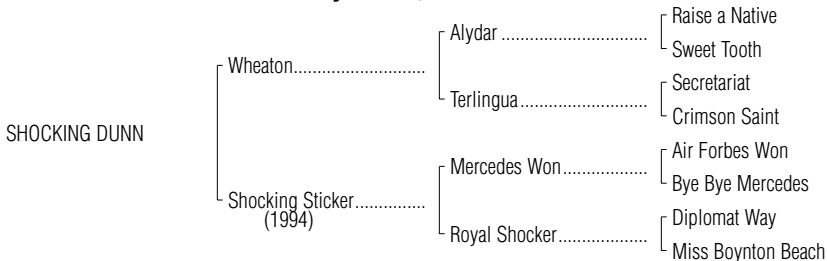 Raise a Native
Alydar ................................
Sweet Tooth
Wheaton............................
Secretariat
Terlingua............................
Crimson Saint
SHOCKING DUNN
Air Forbes Won
Mercedes Won..................
Bye Bye Mercedes
Shocking Sticker...............
(1994)
Diplomat Way
Royal Shocker...................
Miss Boynton Beach